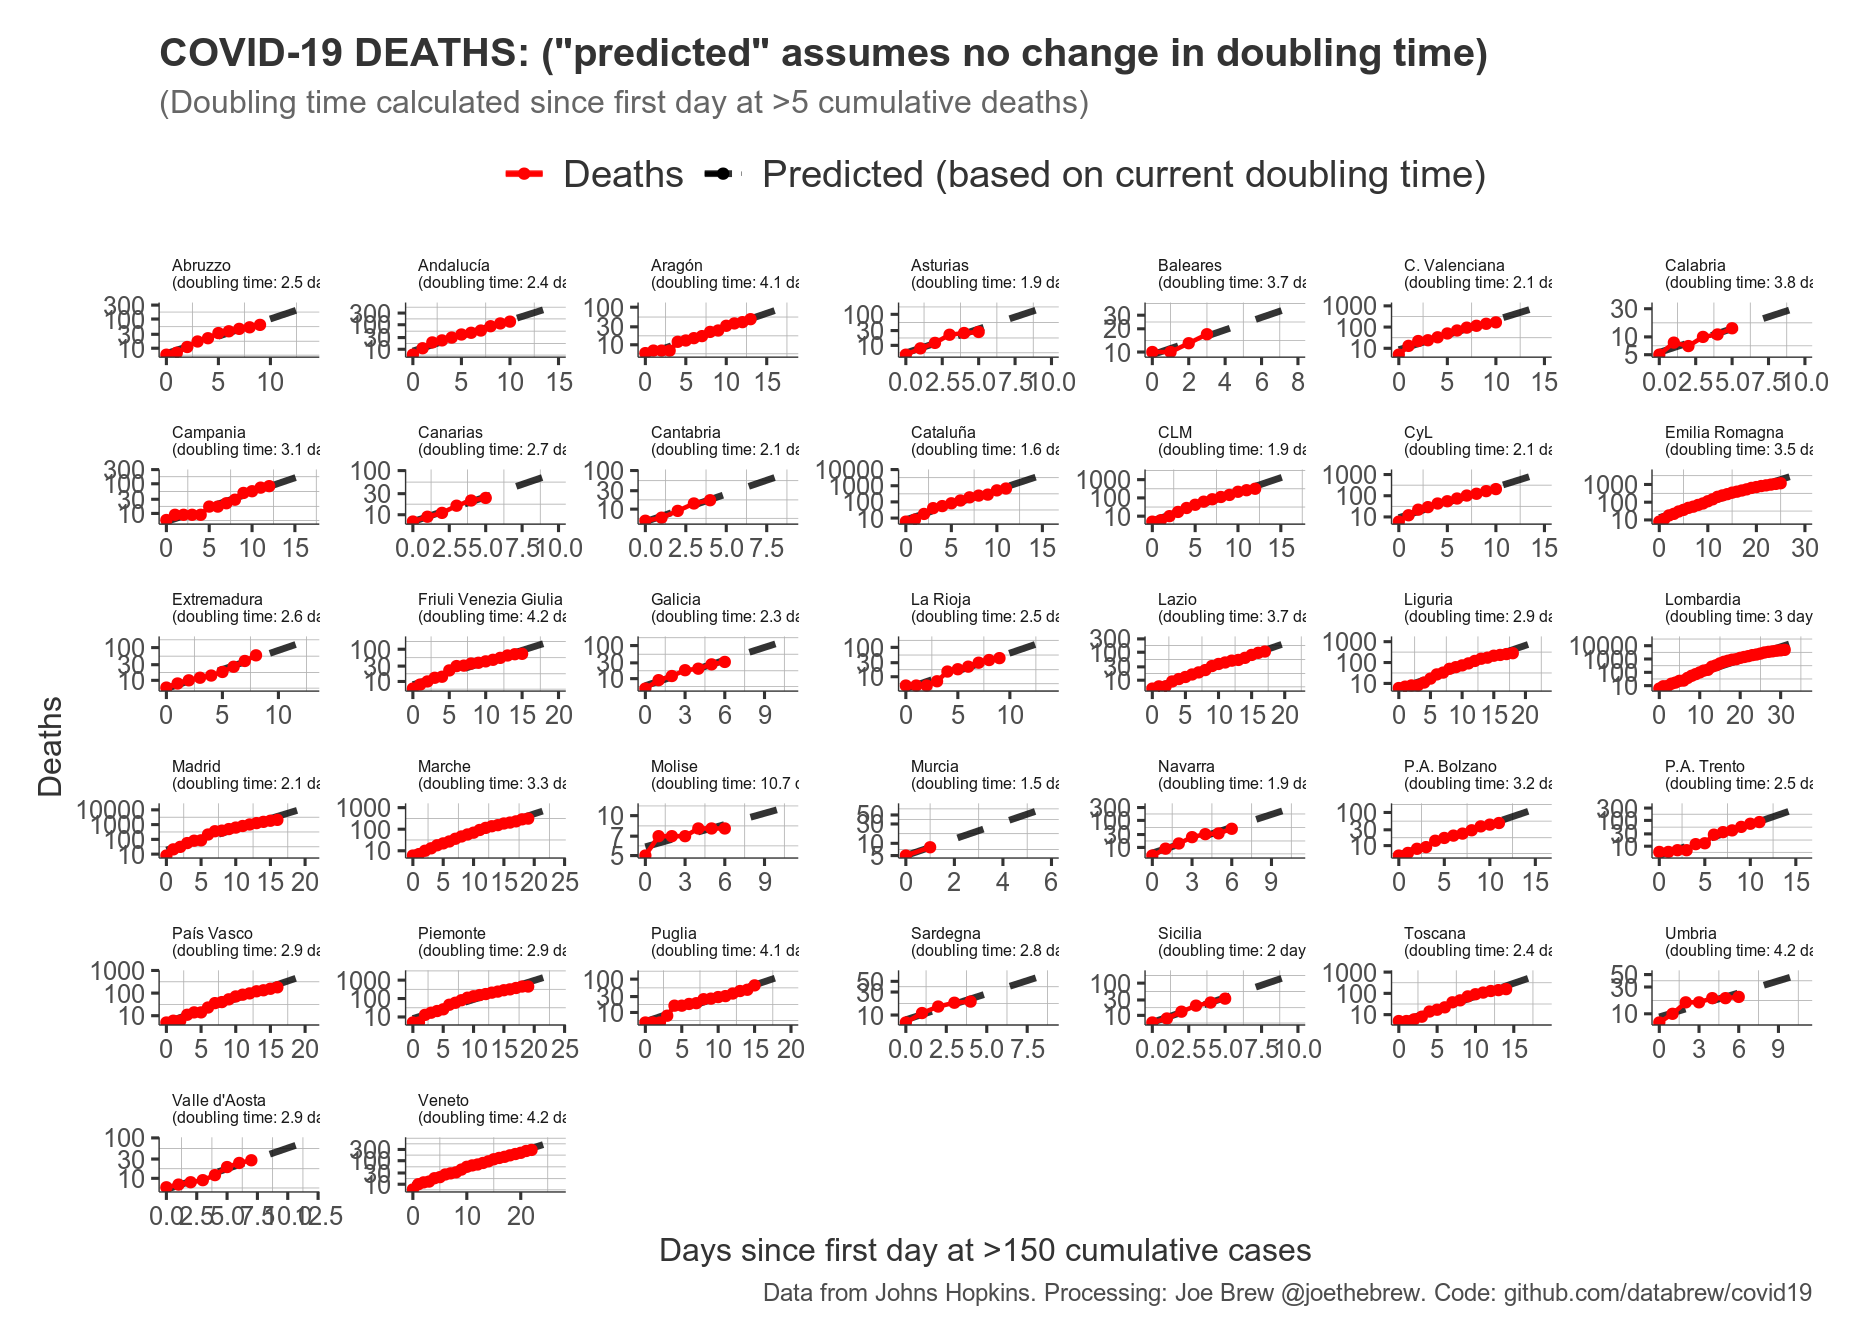 COVID-19 DEATHS: ("predicted" assumes no change in doubling time)
(Doubling time calculated since first day at >5 cumulative deaths)
Deaths Predicted (based on current doubling time)
Abruzzo
(doubling time: 2.5 da
300
100
30
10
0 5 10
Andalucía
(doubling time: 2.4 da
300
100
30
10
0 5 10 15
Aragón
(doubling time: 4.1 da
100
30
10
0 5 10 15
Asturias
(doubling time: 1.9 da
100
30
10
0.0 2.5 5.0 7.5 10.0
Baleares
(doubling time: 3.7 da
30
20
10
0 2 4 6 8
C. Valenciana
(doubling time: 2.1 da
1000
100
10
0 5 10 15
Calabria
(doubling time: 3.8 da
30
10
5
0.0 2.5 5.0 7.5 10.0
Campania
(doubling time: 3.1 da
300
100
30
10
0 5 10 15
Canarias
(doubling time: 2.7 da
100
30
10
0.0 2.5 5.0 7.5 10.0
Cantabria
(doubling time: 2.1 da
100
30
10
0.0 2.5 5.0 7.5
Cataluña
(doubling time: 1.6 da
10000
1000
100
10
0 5 10 15
CLM
(doubling time: 1.9 da
1000
100
10
0 5 10 15
CyL
(doubling time: 2.1 da
1000
100
10
0 5 10 15
Emilia Romagna
(doubling time: 3.5 da
1000
100
10
0 10 20 30
Extremadura
(doubling time: 2.6 da
100
30
10
0 5 10
Friuli Venezia Giulia
(doubling time: 4.2 da
100
30
10
0 5 10 15 20
Galicia
(doubling time: 2.3 da
100
30
10
0 3 6 9
La Rioja
(doubling time: 2.5 da
100
30
10
0 5 10
Lazio
(doubling time: 3.7 da
300
100
30
10
0 5 10 15 20
Liguria
(doubling time: 2.9 da
1000
100
10
0 5 10 15 20
Lombardia
(doubling time: 3 day
10000
1000
100
10
0 10 20 30
Madrid
(doubling time: 2.1 da
10000
1000
100
10
0 5 10 15 20
Marche
(doubling time: 3.3 da
1000
100
10
0 5 10 15 20 25
Molise
(doubling time: 10.7 d
10
7
5
0 3 6 9
Murcia
(doubling time: 1.5 da
50
30
10
5
0 2 4 6
Navarra
(doubling time: 1.9 da
300
100
30
10
0 3 6 9
P.A. Bolzano
(doubling time: 3.2 da
100
30
10
0 5 10 15
P.A. Trento
(doubling time: 2.5 da
300
100
30
10
0 5 10 15
País Vasco
(doubling time: 2.9 da
1000
100
10
0 5 10 15 20
Piemonte
(doubling time: 2.9 da
1000
100
10
0 5 10 15 20 25
Puglia
(doubling time: 4.1 da
100
30
10
0 5 10 15 20
Sardegna
(doubling time: 2.8 da
50
30
10
0.0 2.5 5.0 7.5
Sicilia
(doubling time: 2 day
100
30
10
0.0 2.5 5.0 7.5 10.0
Toscana
(doubling time: 2.4 da
1000
100
10
0 5 10 15
Umbria
(doubling time: 4.2 da
50
30
10
0 3 6 9
Valle d'Aosta
(doubling time: 2.9 da
100
30
10
0.0 2.5 5.0 7.5 10.0 12.5
Veneto
(doubling time: 4.2 da
300
100
30
10
0 10 20
Deaths
Days since first day at >150 cumulative cases
Data from Johns Hopkins. Processing: Joe Brew @joethebrew. Code: github.com/databrew/covid19